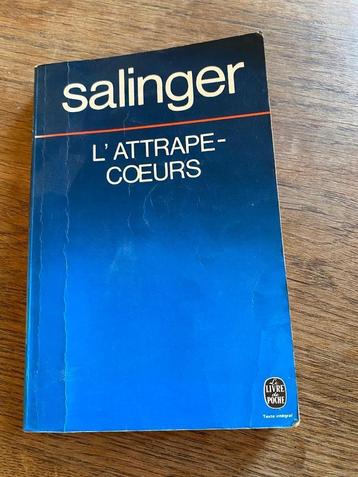 salinger
L'ATTRAPE-
CŒURS
Le
LIVRE
de
POCHE
Texte intégral